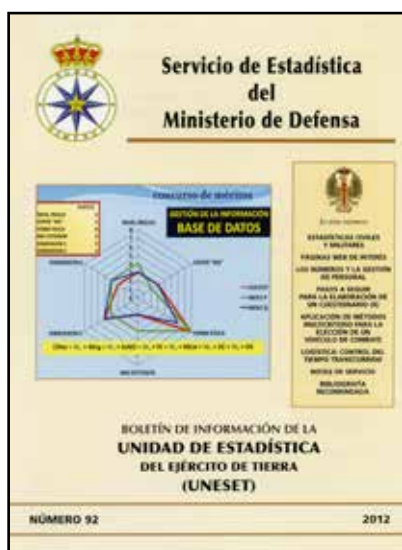 Servicio de Estadística
del
Ministerio de Defensa
concurso de méritos
GESTIÓN DE LA INFORMACIÓN
BASE DE DATOS
ESTADÍSTICAS CIVILES
Y MILITARES
PÁGINAS WEB DE INTERÉS
LOS NÚMEROS Y LA GESTIÓN
DE PERSONAL
PASOS A SEGUIR
PARA LA ELABORACIÓN DE
UN CUESTIONARIO
APLICACIÓN DE MÉTODOS
MULTICRITERIO PARA LA
ELECCIÓN DE UN
VEHÍCULO DE COMBATE
LOGÍSTICA: CONTROL DEL
TIEMPO TRANSCURRIDO
NOTAS DE SERVICIO
BIBLIOGRAFÍA
RECOMENDADA
BOLETÍN DE INFORMACIÓN DE LA
UNIDAD DE ESTADÍSTICA
DEL EJÉRCITO DE TIERRA
(UNESET)
NÚMERO 92
2012